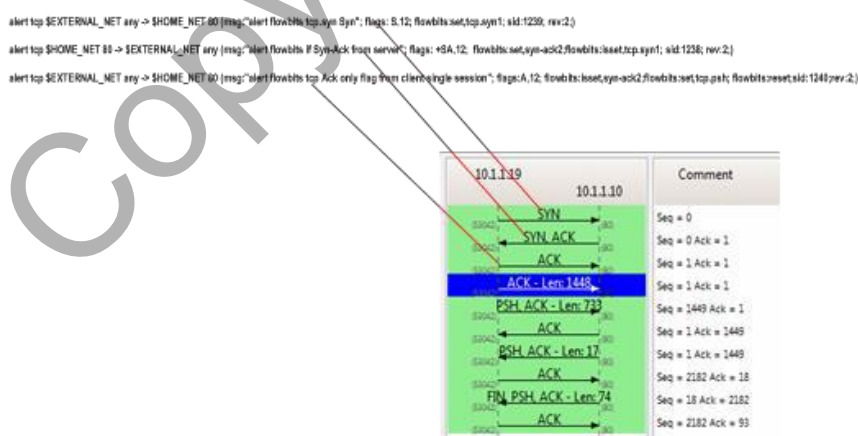 alert tcp $EXTERNAL_NET any -> $HOME_NET 80 (msg:"alert flowbits tcp.syn Syn"; flags: S,12; flowbits:set,tcp.syn1; sid:1239; rev:2;)
alert tcp $HOME_NET 80 -> $EXTERNAL_NET any (msg:"alert flowbits if Syn-Ack from server"; flags: +SA,12; flowbits:set,syn-ack2;flowbits:isset,tcp.syn1; sid:1238; rev:2;)
alert tcp $EXTERNAL_NET any -> $HOME_NET 80 (msg:"alert flowbits tcp Ack only flag from client single session"; flags:A,12; flowbits:isset,syn-ack2;flowbits:set,tcp.psh; flowbits:reset;sid:1240;rev:2;)
Copy
10.1.1.19
10.1.1.10
Comment
SYN Seq = 0
SYN, ACK Seq = 0 Ack = 1
ACK Seq = 1 Ack = 1
ACK - Len: 1448 Seq = 1 Ack = 1
PSH, ACK - Len: 733 Seq = 1449 Ack = 1
ACK Seq = 1 Ack = 1449
PSH, ACK - Len: 17 Seq = 1 Ack = 1449
ACK Seq = 2182 Ack = 18
FIN, PSH, ACK - Len: 74 Seq = 18 Ack = 2182
ACK Seq = 2182 Ack = 93